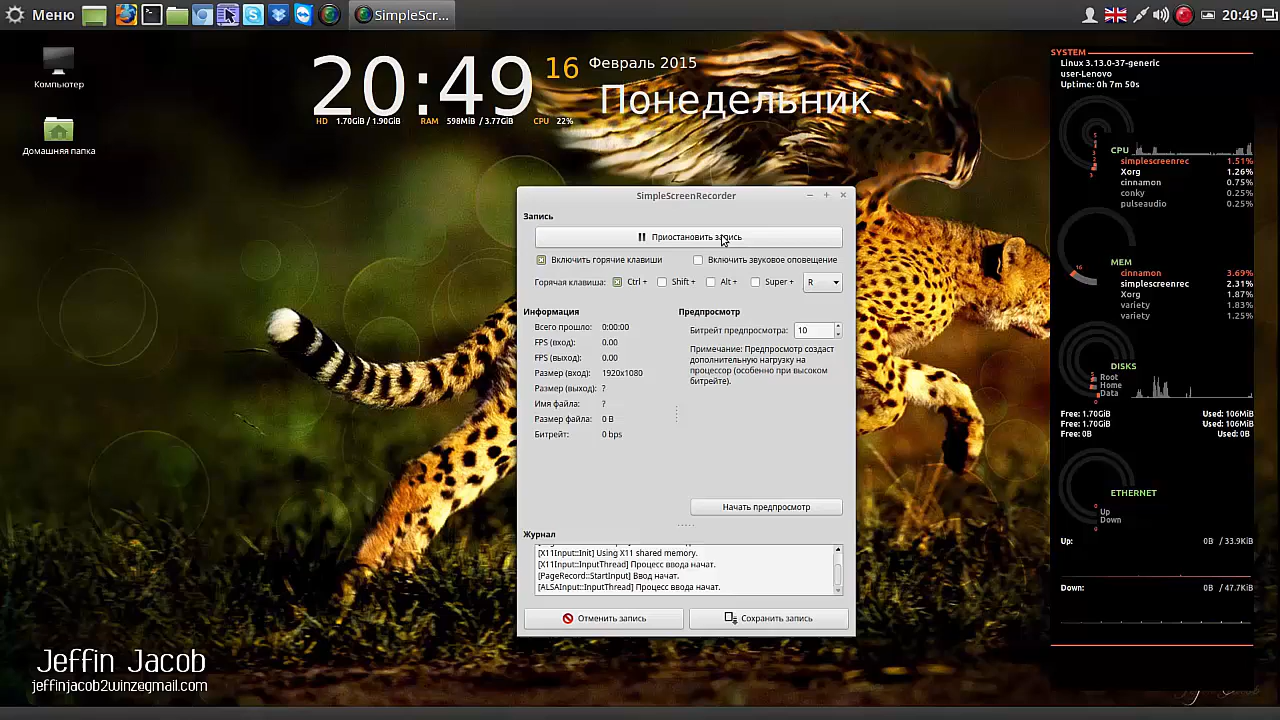 Меню
SimpleScr...
20:49
Компьютер
Домашняя папка
20:49
16
Февраль 2015
Понедельник
HD 1.70GiB / 1.90GiB RAM 598MiB / 3.77GiB CPU 22%
SimpleScreenRecorder
Запись
Приостановить запись
Включить горячие клавиши
Включить звуковое оповещение
Горячая клавиша: Ctrl + Shift + Alt + Super + R
Информация
Всего прошло: 0:00:00
FPS (вход): 0.00
FPS (выход): 0.00
Размер (вход): 1920x1080
Размер (выход): ?
Имя файла: ?
Размер файла: 0 B
Битрейт: 0 bps
Предпросмотр
Битрейт предпросмотра: 10
Примечание: Предпросмотр создаст
дополнительную нагрузку на
процессор (особенно при высоком
битрейте).
Начать предпросмотр
Журнал
[X11Input::Init] Using X11 shared memory.
[X11Input::InputThread] Процесс ввода начат.
[PageRecord::StartInput] Ввод начат.
[ALSAInput::InputThread] Процесс ввода начат.
Отменить запись
Сохранить запись
SYSTEM
Linux 3.13.0-37-generic
user-Lenovo
Uptime: 0h 7m 50s
CPU
simplescreenrec 1.51%
Xorg 1.26%
cinnamon 0.75%
conky 0.25%
pulseaudio 0.25%
MEM
16
cinnamon 3.69%
simplescreenrec 2.31%
Xorg 1.87%
variety 1.83%
variety 1.25%
DISKS
Root
Home
Data
Free: 1.70GiB Used: 106MiB
Free: 1.70GiB Used: 106MiB
Free: 0B Used: 0B
ETHERNET
Up
Down
Up: 0B / 33.9KiB
Down: 0B / 47.7KiB
Jeffin Jacob
jeffinjacob2winzegmail.com